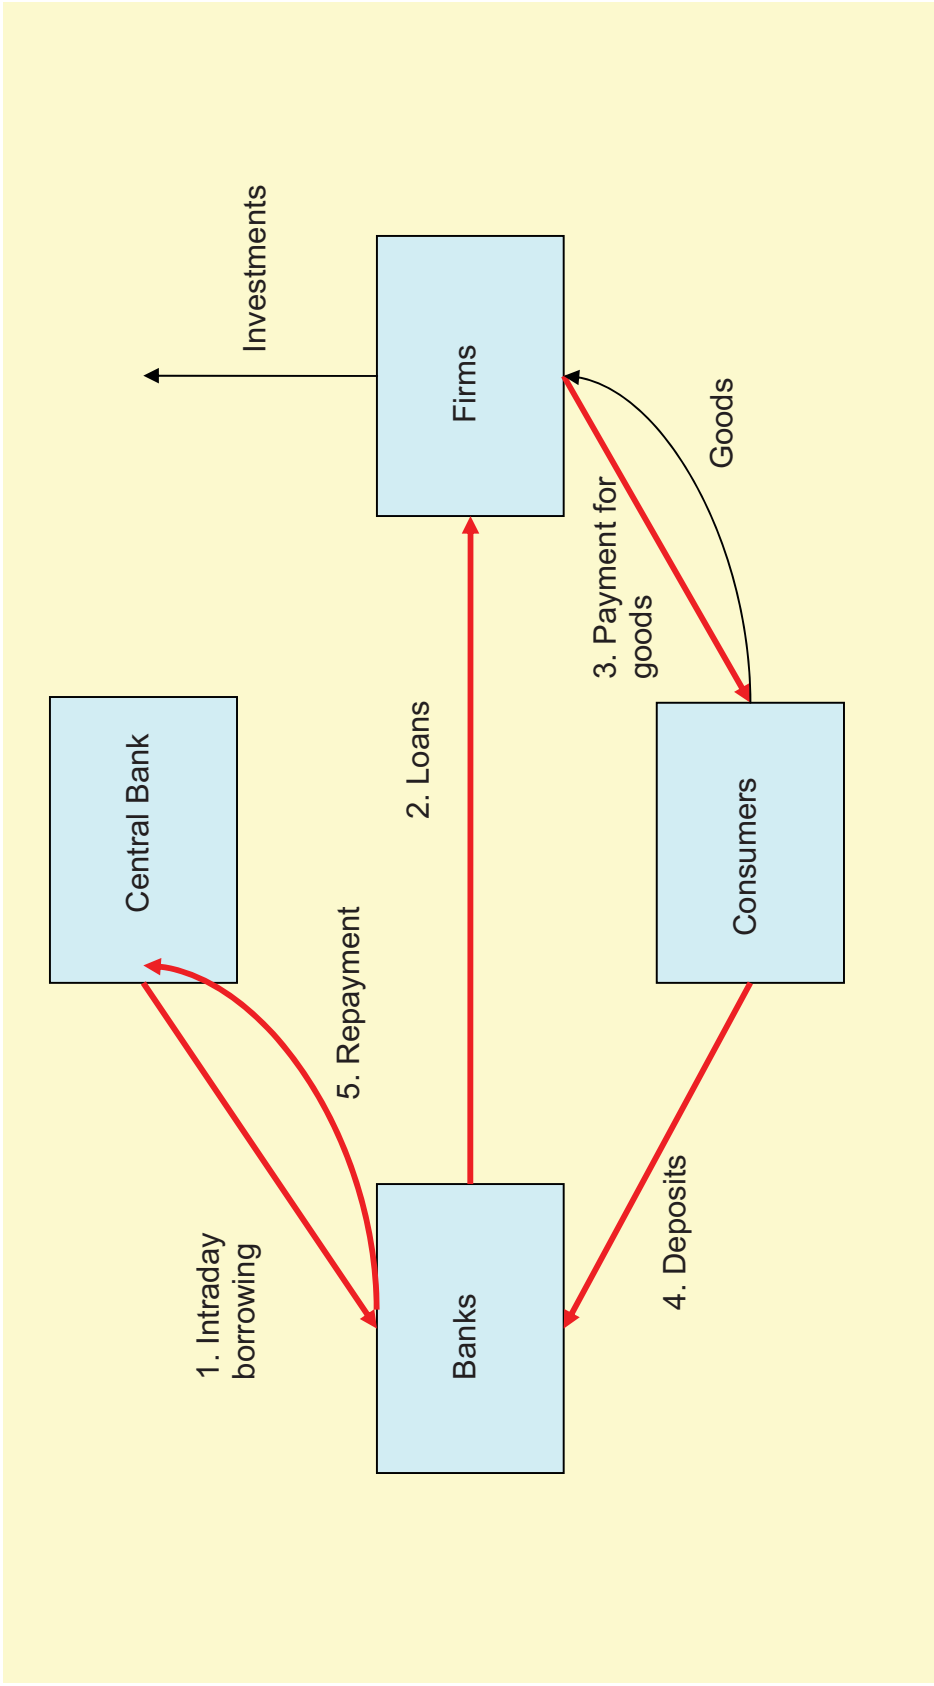 Central Bank
1. Intraday
borrowing
5. Repayment
Investments
2. Loans
Banks
Firms
3. Payment for
goods
4. Deposits
Goods
Consumers